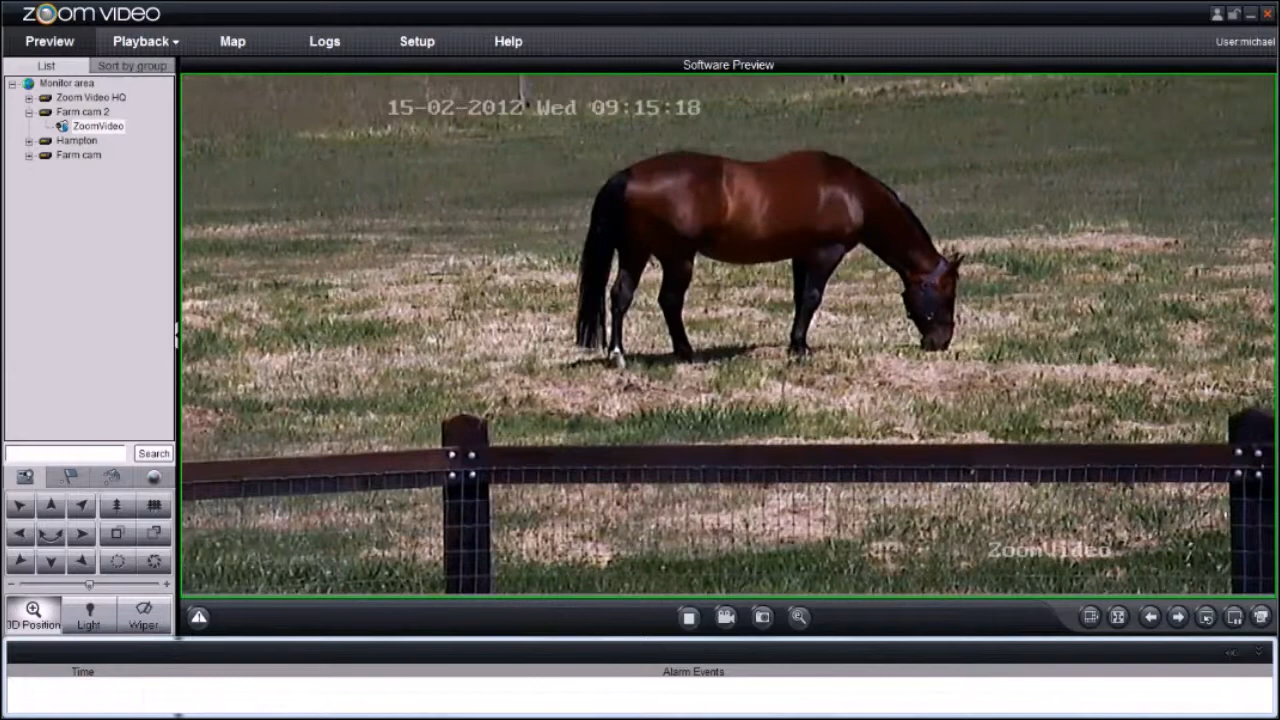 ZOOM VIDEO
Preview Playback Map Logs Setup Help User:michael
List Sort by group Software Preview
Monitor area
Zoom Video HQ
Farm cam 2
ZoomVideo
Hampton
Farm cam
15-02-2012 Wed 09:15:18
Search
ZoomVideo
3D Position Light Wiper
Time Alarm Events